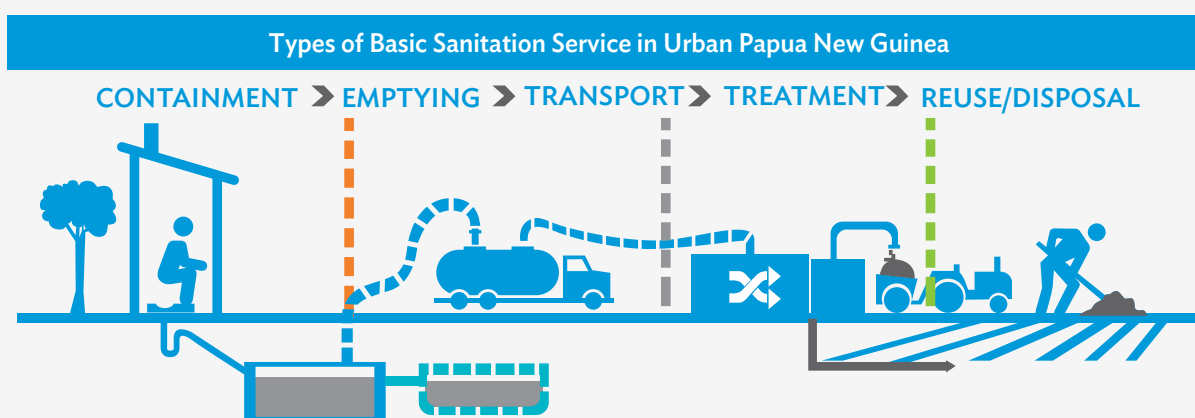 Types of Basic Sanitation Service in Urban Papua New Guinea
CONTAINMENT EMPTYING TRANSPORT TREATMENT REUSE/DISPOSAL